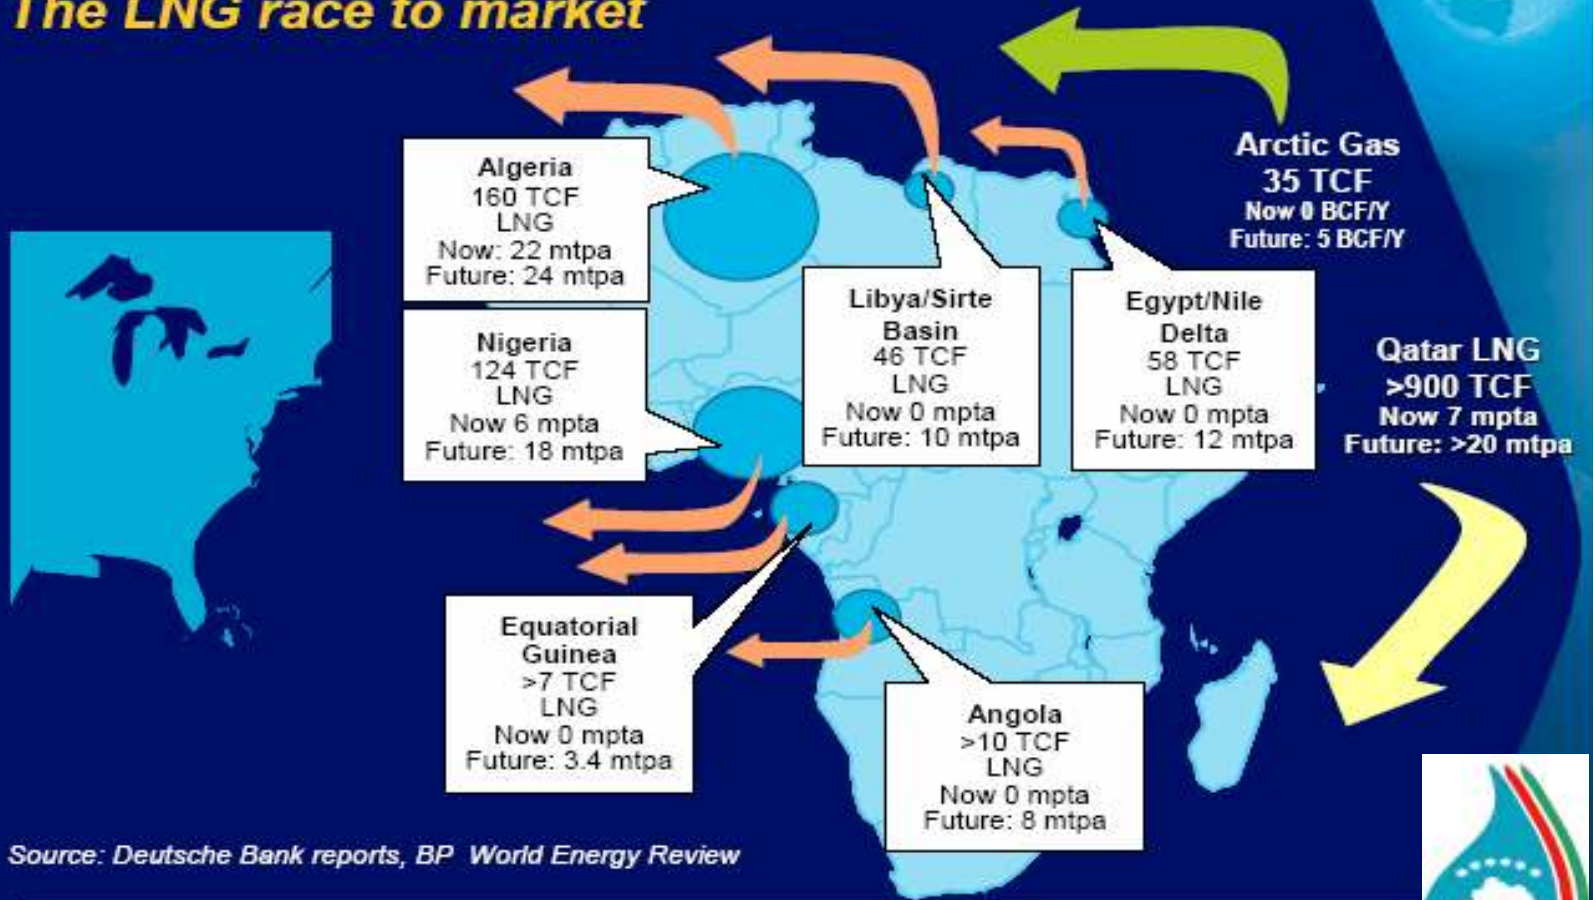 The LNG race to market
Arctic Gas
35 TCF
Now 0 BCF/Y
Future: 5 BCF/Y
Algeria
160 TCF
LNG
Now: 22 mtpa
Future: 24 mtpa
Libya/Sirte
Basin
46 TCF
LNG
Now 0 mpta
Future: 10 mtpa
Egypt/Nile
Delta
58 TCF
LNG
Now 0 mpta
Future: 12 mtpa
Nigeria
124 TCF
LNG
Now 6 mpta
Future: 18 mtpa
Qatar LNG
>900 TCF
Now 7 mpta
Future: >20 mtpa
Equatorial
Guinea
>7 TCF
LNG
Now 0 mpta
Future: 3.4 mtpa
Angola
>10 TCF
LNG
Now 0 mpta
Future: 8 mtpa
Source: Deutsche Bank reports, BP World Energy Review